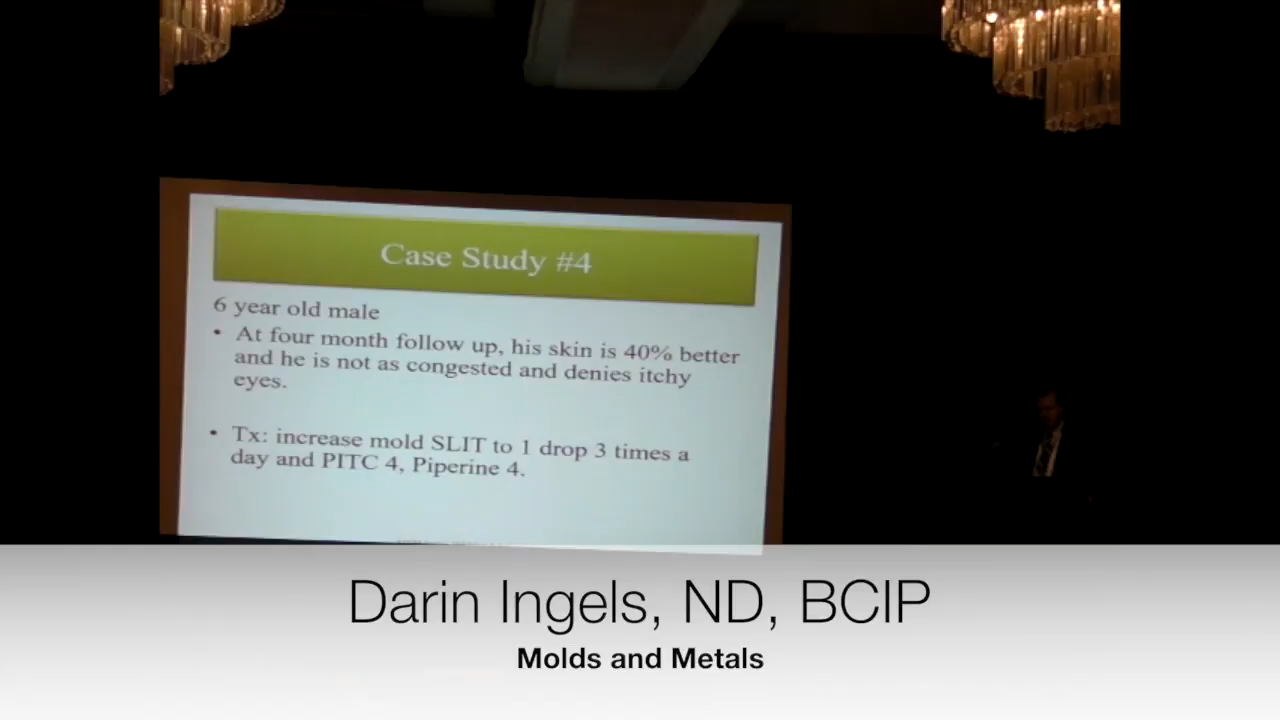 Case Study #4
6 year old male
• At four month follow up, his skin is 40% better
and he is not as congested and denies itchy
eyes.
• Tx: increase mold SLIT to 1 drop 3 times a
day and PITC 4, Piperine 4.
Darin Ingels, ND, BCIP
Molds and Metals